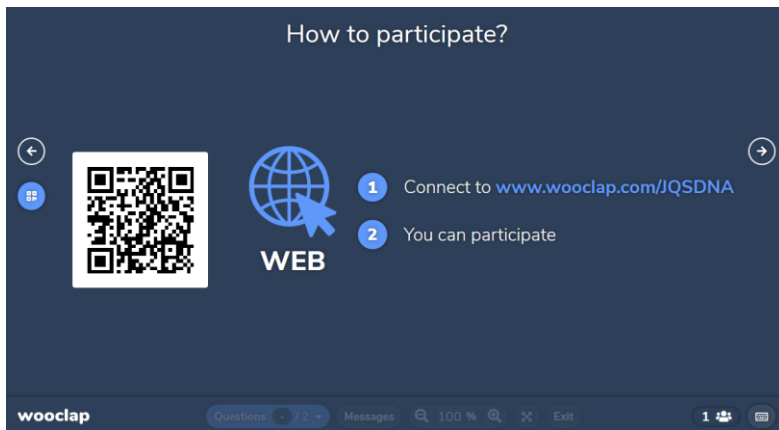 How to participate?
WEB
1 Connect to www.wooclap.com/JQSDNA
2 You can participate
wooclap
Questions - / 2
Messages
100 %
Exit
1